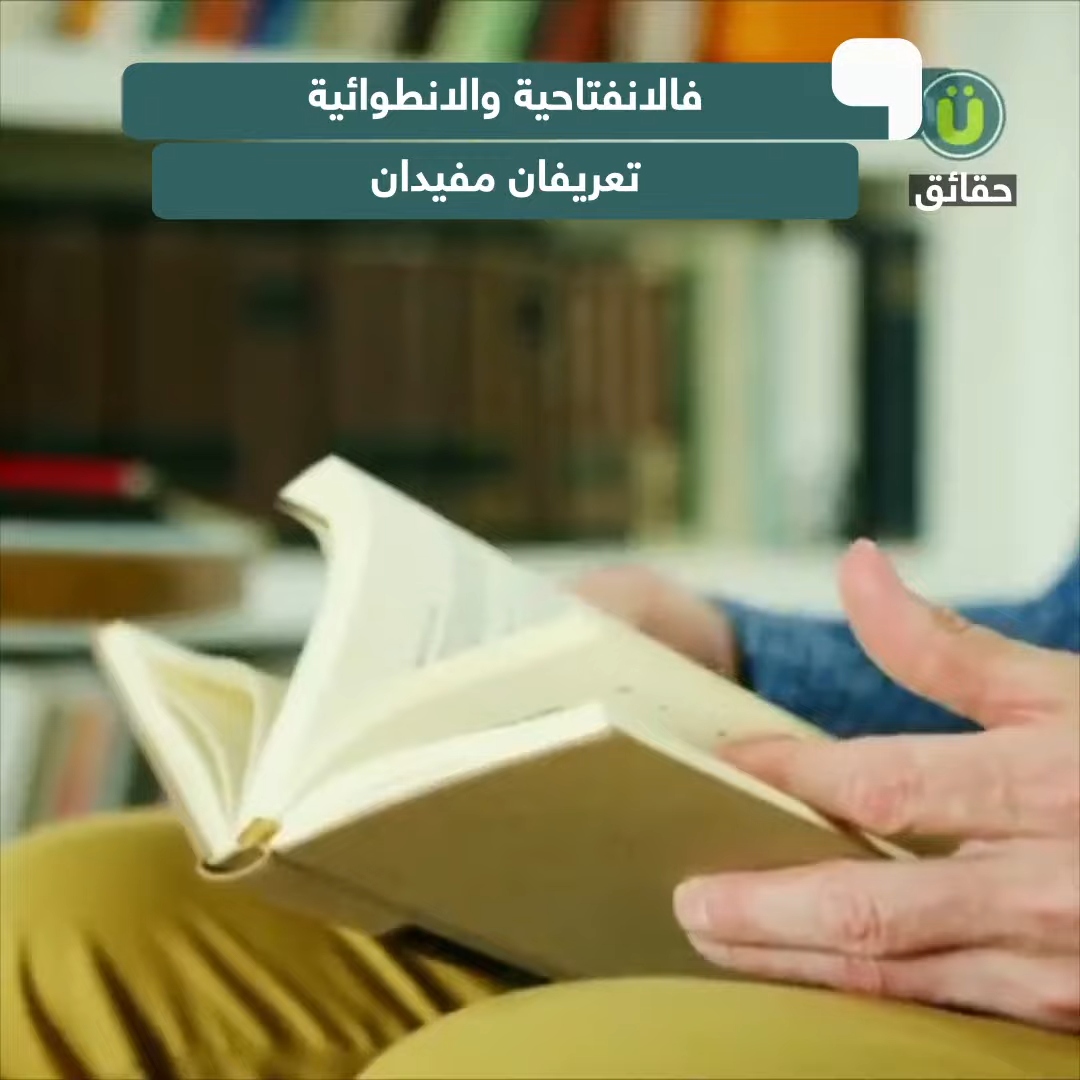 فالانفتاحية والانطوائية
تعريفان مفيدان
حقائق